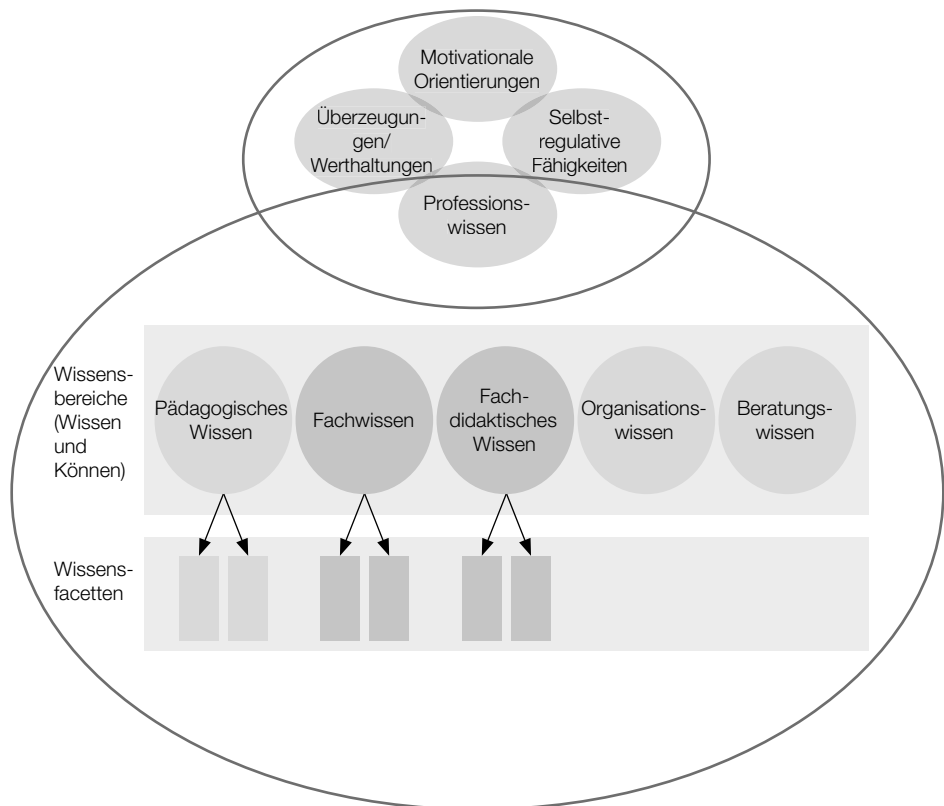 Motivationale
Orientierungen
Überzeugun-
gen/
Werthaltungen
Selbst-
regulative
Fähigkeiten
Professions-
wissen
Wissens-
bereiche
(Wissen
und
Können)
Pädagogisches
Wissen
Fachwissen
Fach-
didaktisches
Wissen
Organisations-
wissen
Beratungs-
wissen
Wissens-
facetten